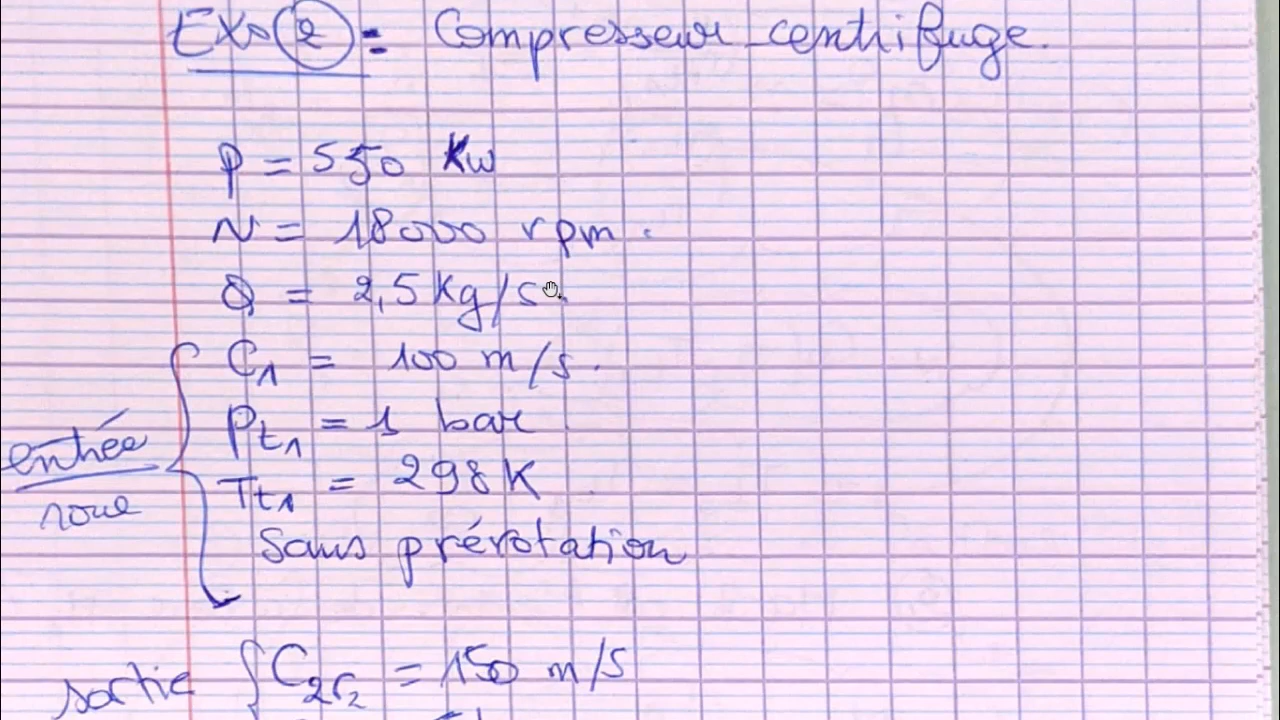 Exo 2 : Compresseur centrifuge.
P = 550 Kw
N = 18000 rpm.
Q = 2,5 Kg/s
C1 = 100 m/s.
Pt1 = 1 bar
entrée
Tt1 = 298K
roue
Sans prérotation
sortie C2r2 = 150 m/s